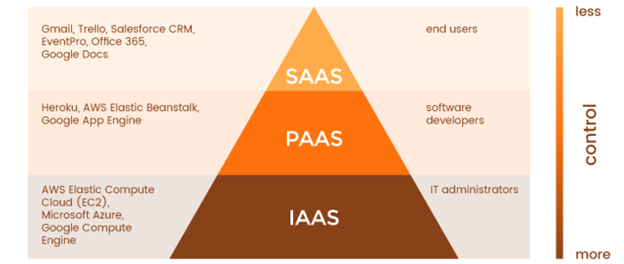 Gmail, Trello, Salesforce CRM,
EventPro, Office 365,
Google Docs
SAAS
end users
Heroku, AWS Elastic Beanstalk,
Google App Engine
PAAS
software
developers
AWS Elastic Compute
Cloud (EC2),
Microsoft Azure,
Google Compute
Engine
IAAS
IT administrators
less
control
more